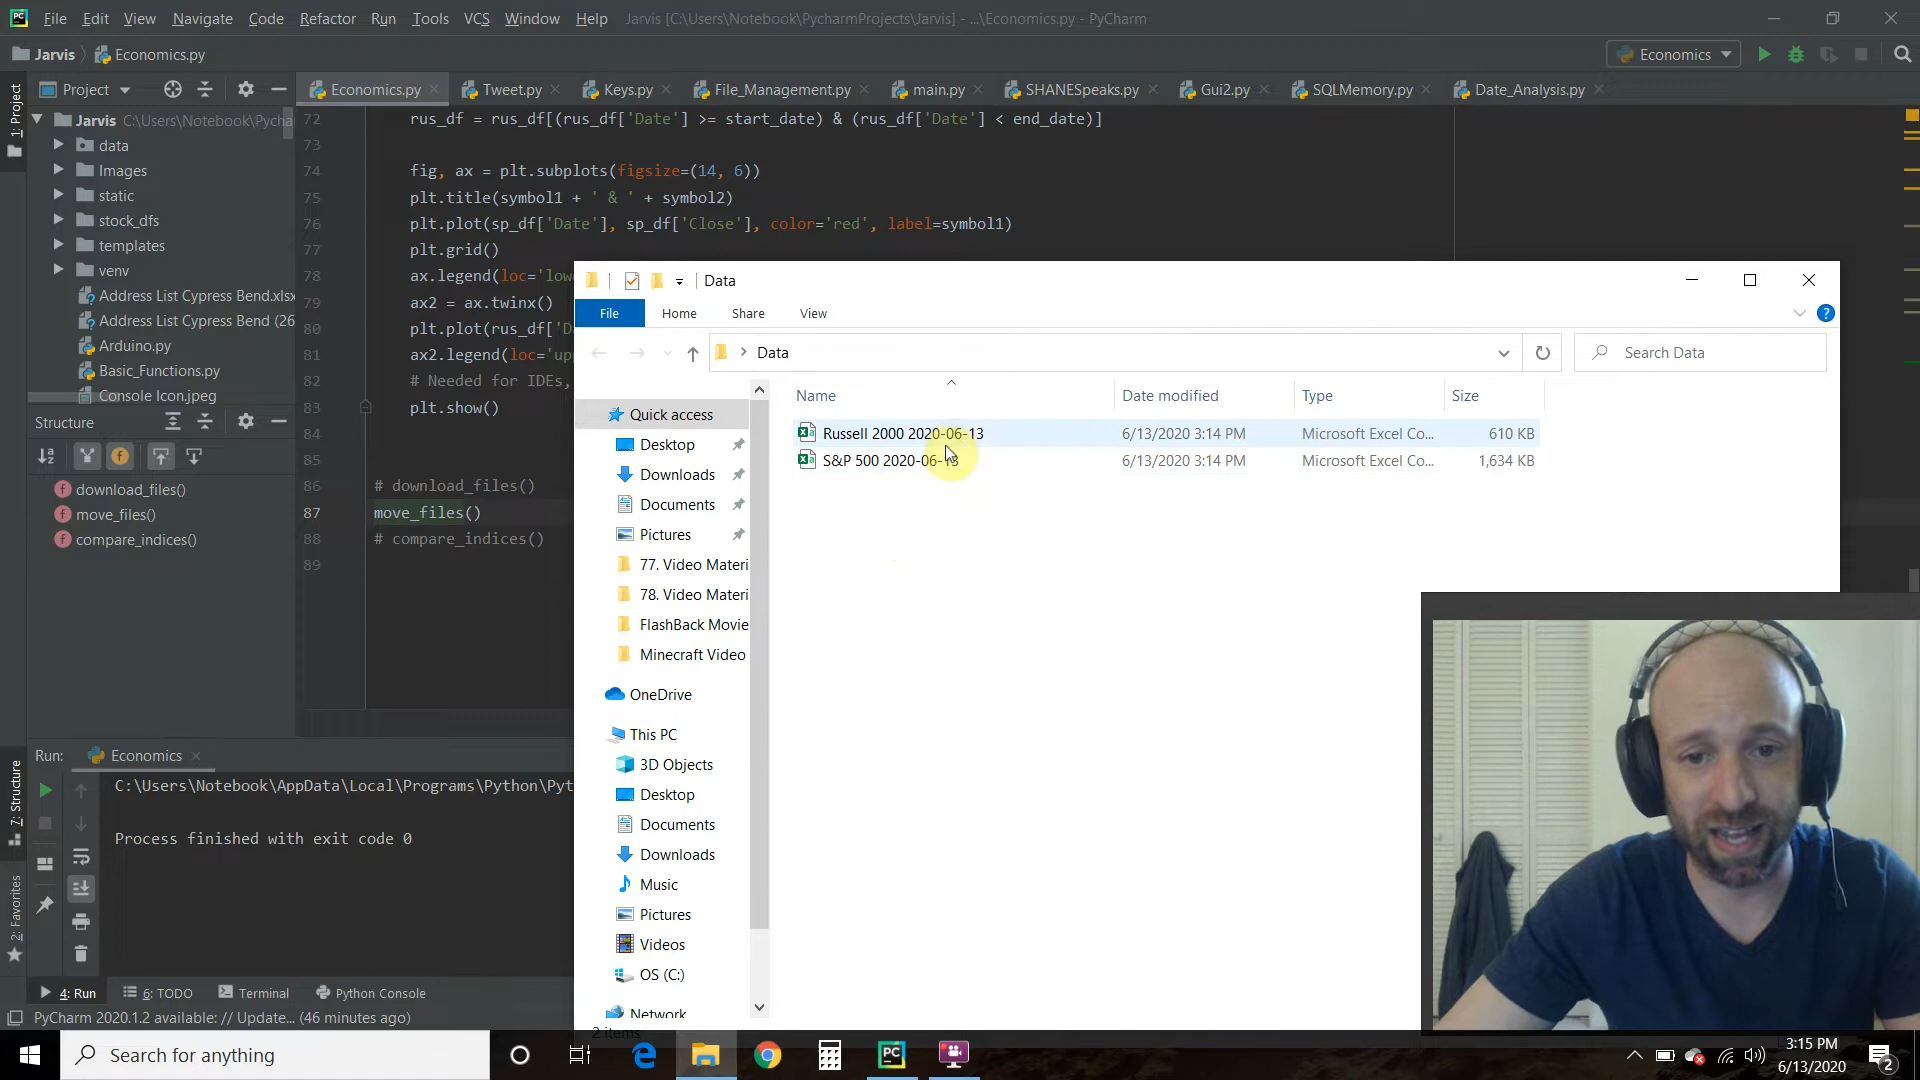 File Edit View Navigate Code Refactor Run Tools VCS Window Help Jarvis [C:\Users\Notebook\PycharmProjects\Jarvis] - ...\Economics.py - PyCharm
Jarvis Economics.py
Economics
Project
Economics.py Tweet.py Keys.py File_Management.py main.py SHANESpeaks.py Gui2.py SQLMemory.py Date_Analysis.py
1: Project
Jarvis C:\Users\Notebook\Pycha
data
Images
static
stock_dfs
templates
venv
Address List Cypress Bend.xlsx
Address List Cypress Bend (26
Arduino.py
Basic_Functions.py
Console Icon.jpeg
72 rus_df = rus_df[(rus_df['Date'] >= start_date) & (rus_df['Date'] < end_date)]
73
74 fig, ax = plt.subplots(figsize=(14, 6))
75 plt.title(symbol1 + ' & ' + symbol2)
76 plt.plot(sp_df['Date'], sp_df['Close'], color='red', label=symbol1)
77 plt.grid()
78 ax.legend(loc='low
79 ax2 = ax.twinx()
80 plt.plot(rus_df['D
81 ax2.legend(loc='up
82 # Needed for IDEs,
83 plt.show()
84
85
86 # download_files()
87 move_files()
88 # compare_indices()
89
Structure
download_files()
move_files()
compare_indices()
7: Structure
2: Favorites
Run: Economics
C:\Users\Notebook\AppData\Local\Programs\Python\Pyt
Process finished with exit code 0
4: Run 6: TODO Terminal Python Console
PyCharm 2020.1.2 available: // Update... (46 minutes ago)
Data
File Home Share View
Data
Search Data
Name Date modified Type Size
Russell 2000 2020-06-13 6/13/2020 3:14 PM Microsoft Excel Co... 610 KB
S&P 500 2020-06-13 6/13/2020 3:14 PM Microsoft Excel Co... 1,634 KB
Quick access
Desktop
Downloads
Documents
Pictures
77. Video Materi
78. Video Materi
FlashBack Movie
Minecraft Video
OneDrive
This PC
3D Objects
Desktop
Documents
Downloads
Music
Pictures
Videos
OS (C:)
Network
2 items
Search for anything
3:15 PM
6/13/2020
2